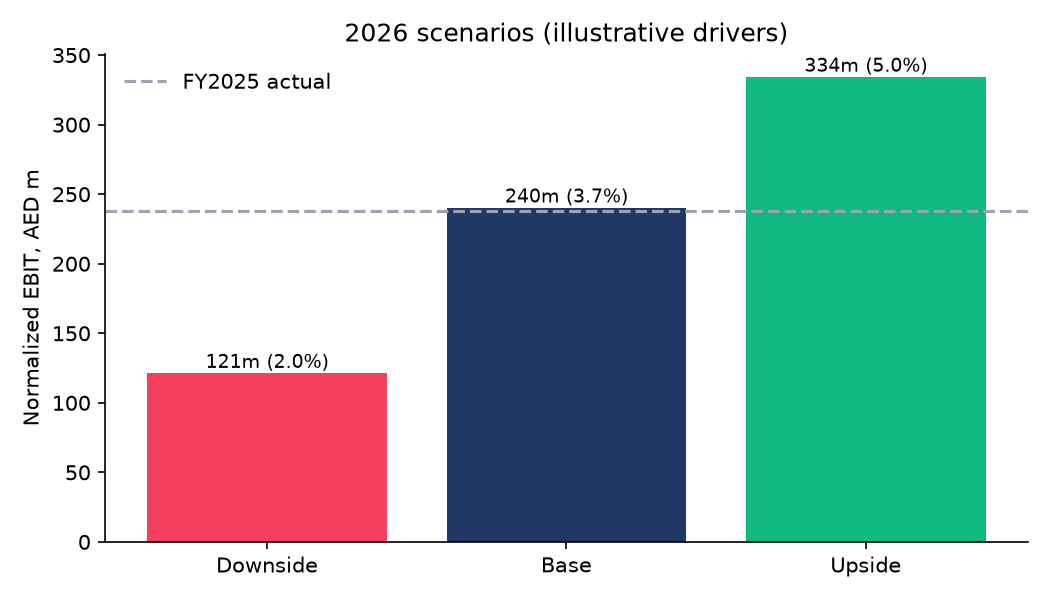 2026 scenarios (illustrative drivers)
Normalized EBIT, AED m
350
300
250
200
150
100
50
0
FY2025 actual
121m (2.0%)
240m (3.7%)
334m (5.0%)
Downside
Base
Upside